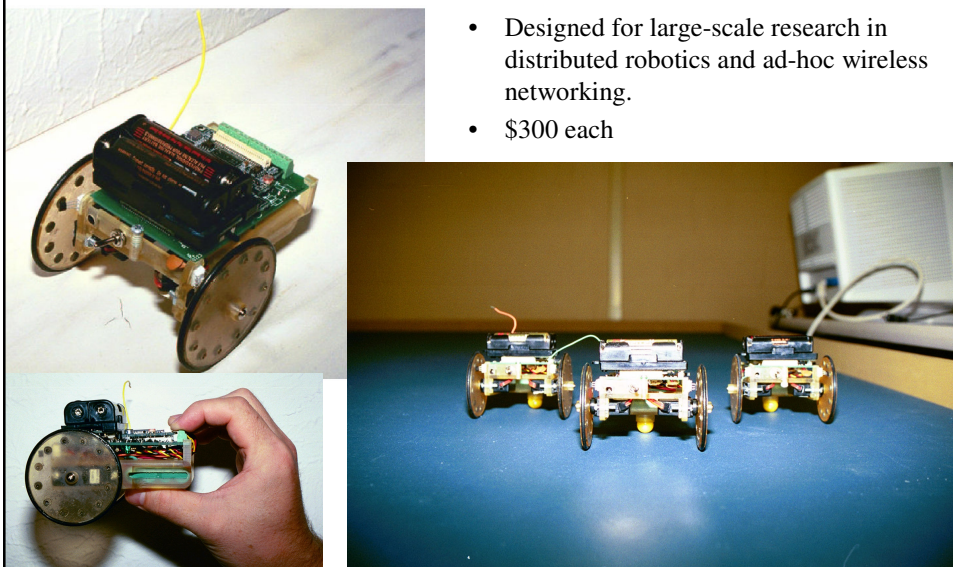 • Designed for large-scale research in
distributed robotics and ad-hoc wireless
networking.
• $300 each